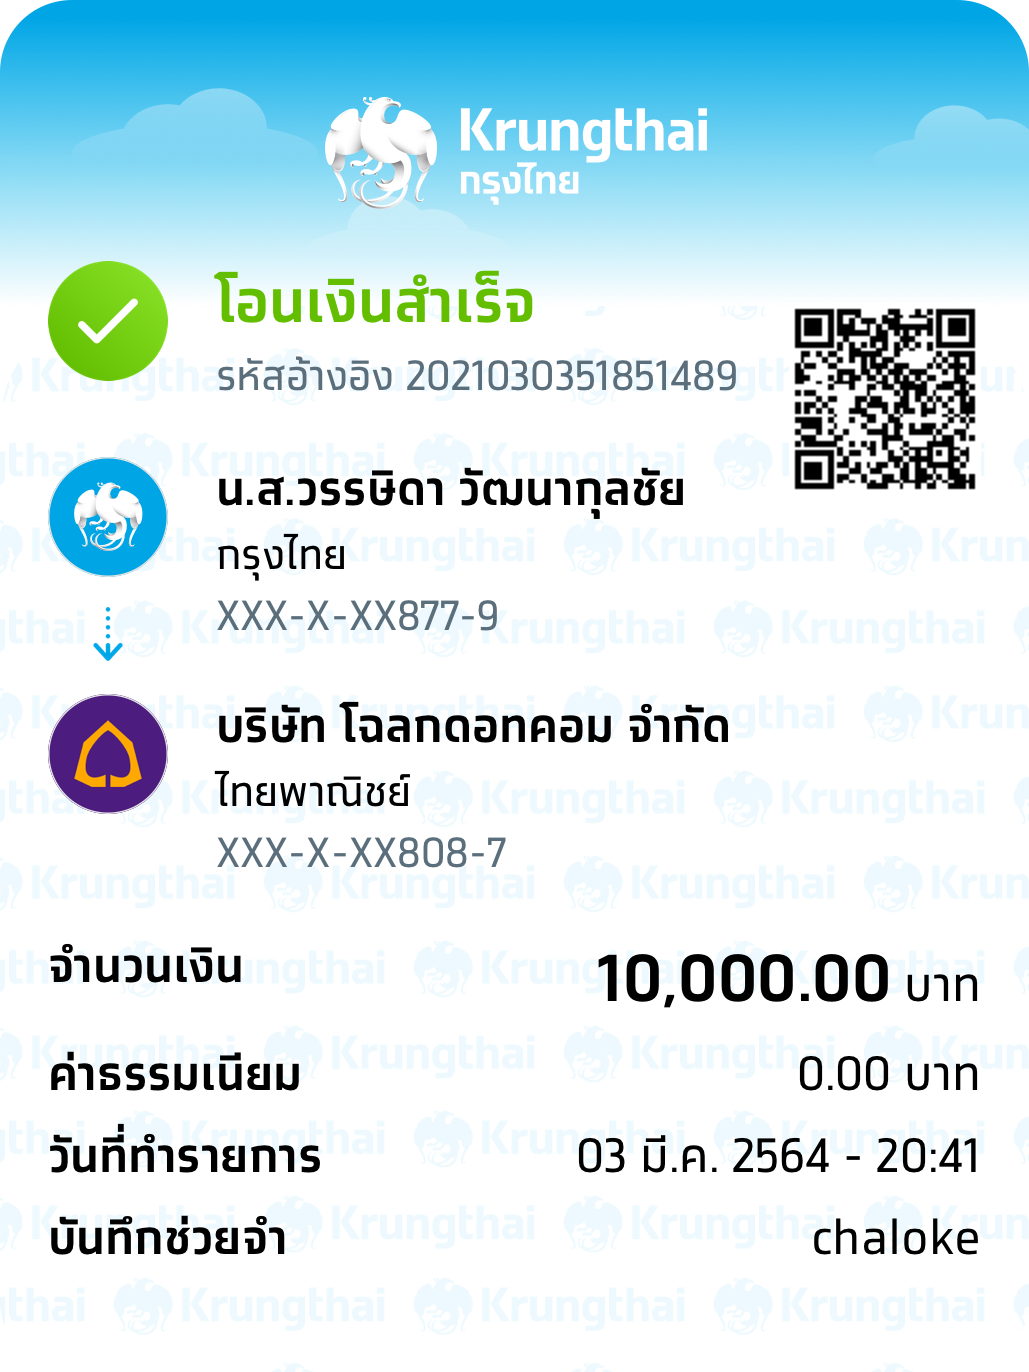 Krungthai
กรุงไทย
โอนเงินสำเร็จ
รหัสอ้างอิง 2021030351851489
น.ส.วรรษิดา วัฒนากุลชัย
กรุงไทย
XXX-X-XX877-9
บริษัท โฉลกดอทคอม จำกัด
ไทยพาณิชย์
XXX-X-XX808-7
จำนวนเงิน 10,000.00 บาท
ค่าธรรมเนียม 0.00 บาท
วันที่ทำรายการ 03 มี.ค. 2564 - 20:41
บันทึกช่วยจำ chaloke